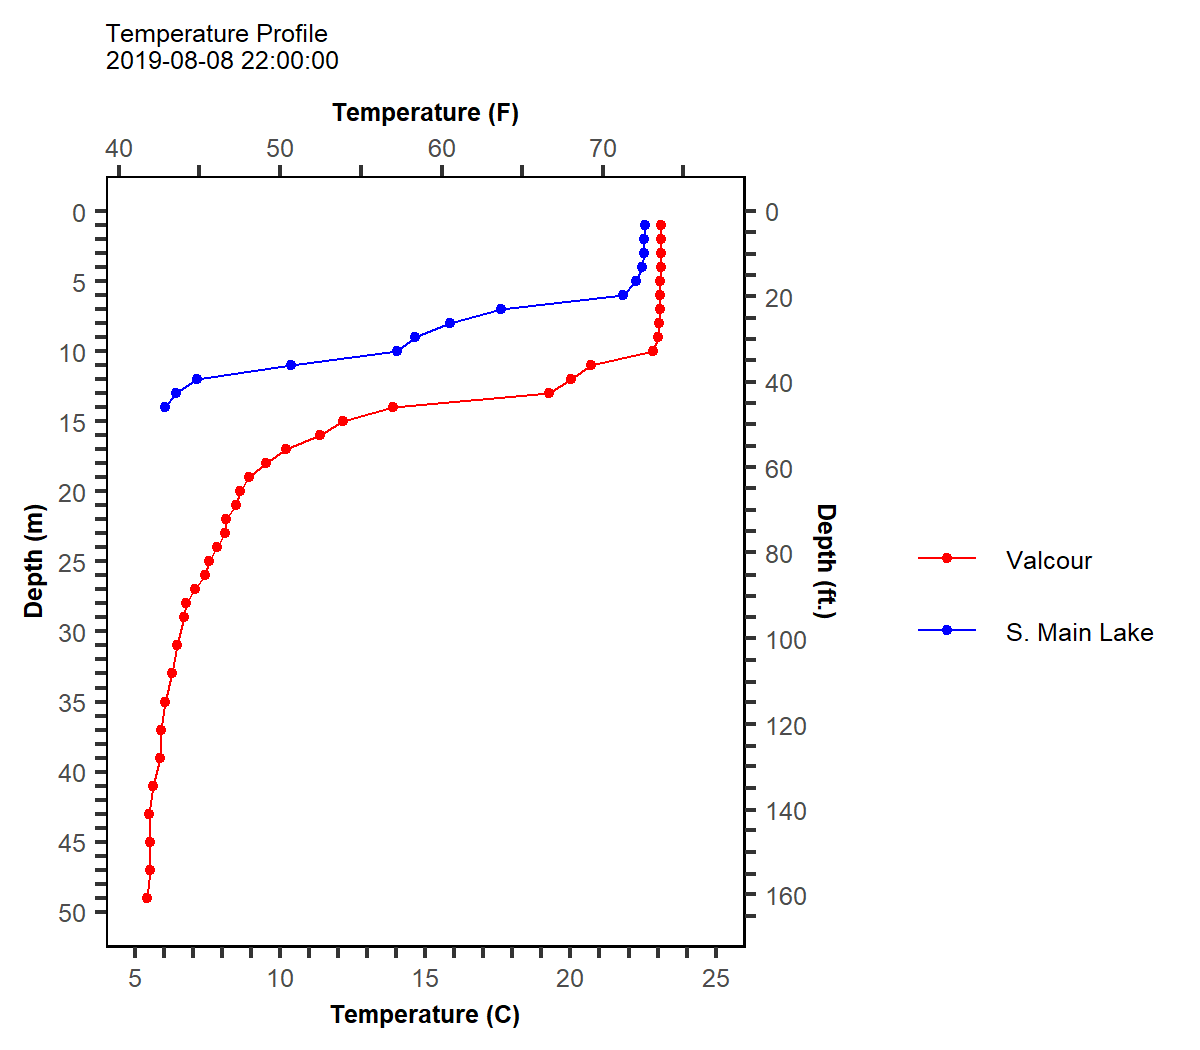 Temperature Profile
2019-08-08 22:00:00
Temperature (F)
40 50 60 70
0
5
10
15
20
25
30
35
40
45
50
Depth (m)
0
20
40
60
80
100
120
140
160
Depth (ft.)
Valcour
S. Main Lake
5 10 15 20 25
Temperature (C)